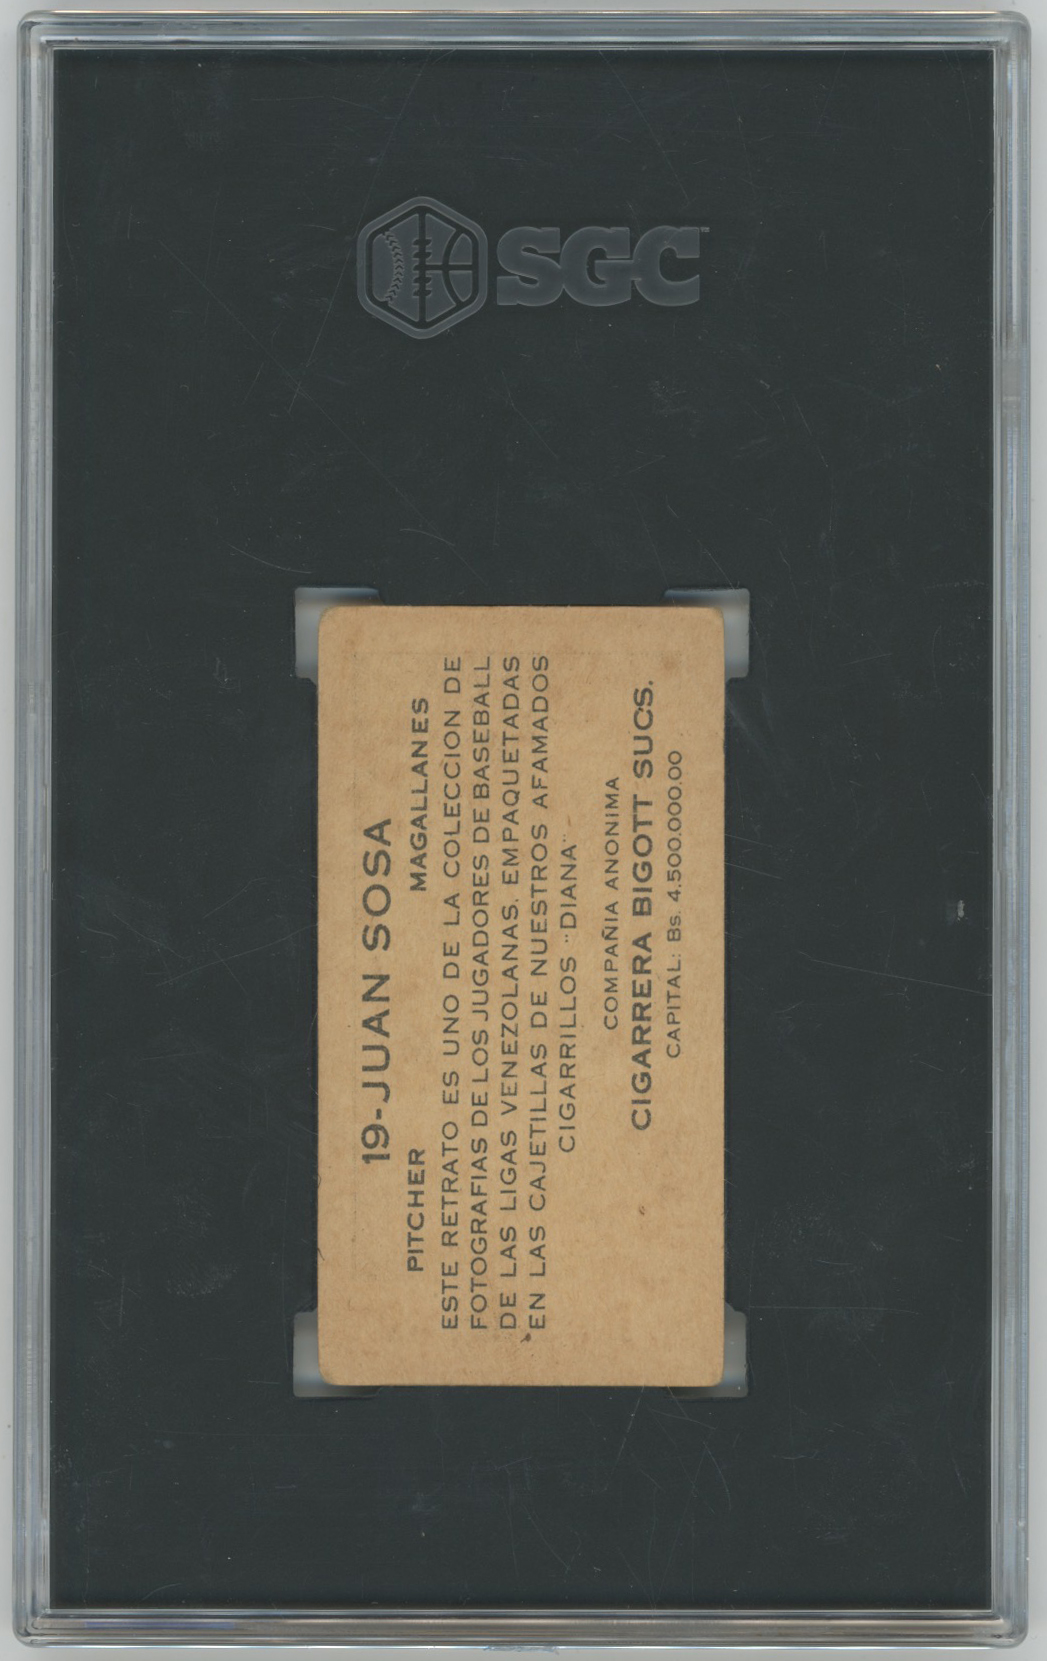 SGC
19-JUAN SOSA
PITCHER MAGALLANES
ESTE RETRATO ES UNO DE LA COLECCION DE
FOTOGRAFIAS DE LOS JUGADORES DE BASEBALL
DE LAS LIGAS VENEZOLANAS, EMPAQUETADAS
EN LAS CAJETILLAS DE NUESTROS AFAMADOS
CIGARRILLOS "DIANA"
COMPAÑIA ANONIMA
CIGARRERA BIGOTT SUCS.
CAPITAL: Bs. 4.500.000.00